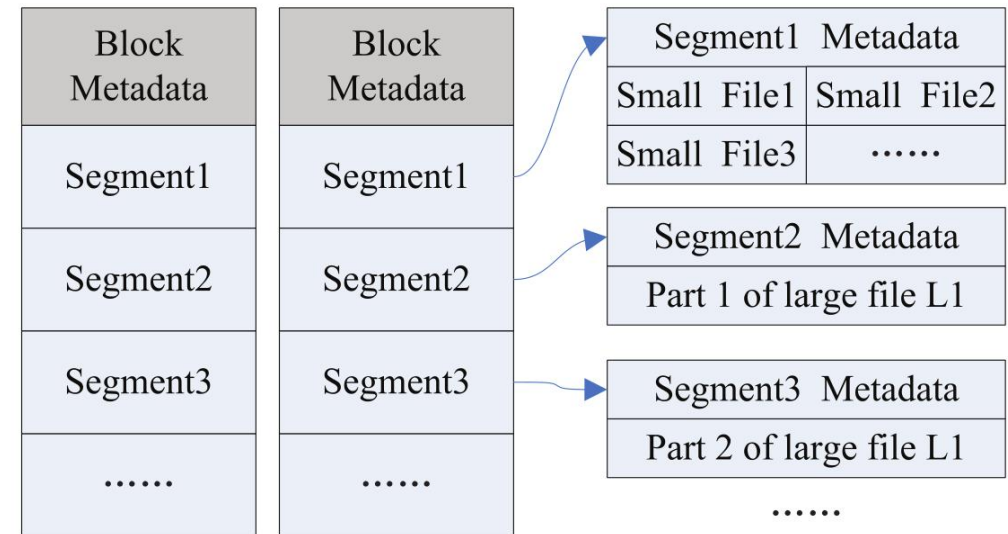 Block
Metadata
Segment1
Segment2
Segment3
……
Block
Metadata
Segment1
Segment2
Segment3
……
Segment1 Metadata
Small File1
Small File2
Small File3
……
Segment2 Metadata
Part 1 of large file L1
Segment3 Metadata
Part 2 of large file L1
……